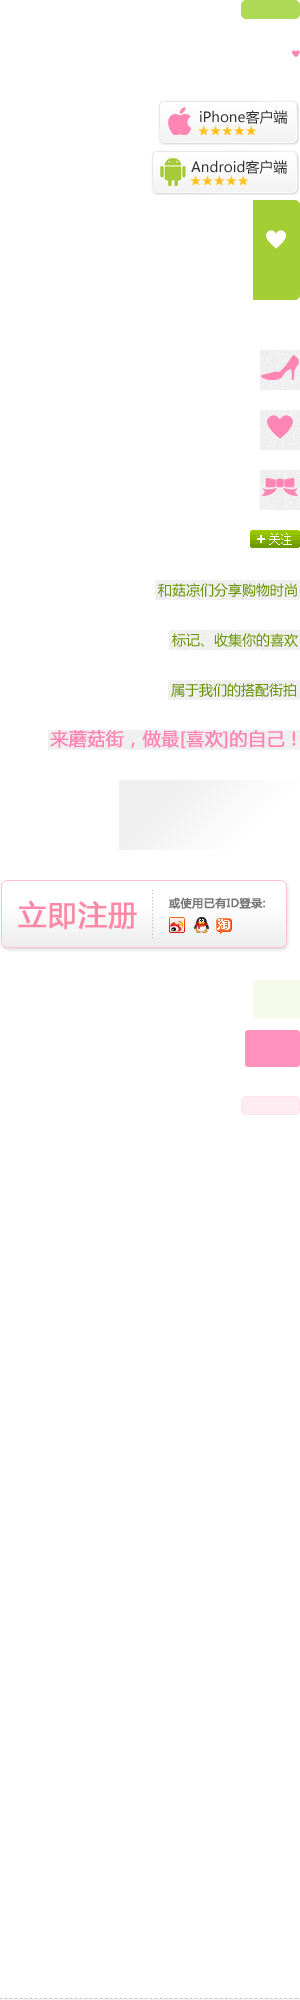 iPhone客户端
Android客户端
+ 关注
和菇凉们分享购物时尚
标记、收集你的喜欢
属于我们的搭配街拍
来蘑菇街，做最[喜欢]的自己！
立即注册
或使用已有ID登录:
淘